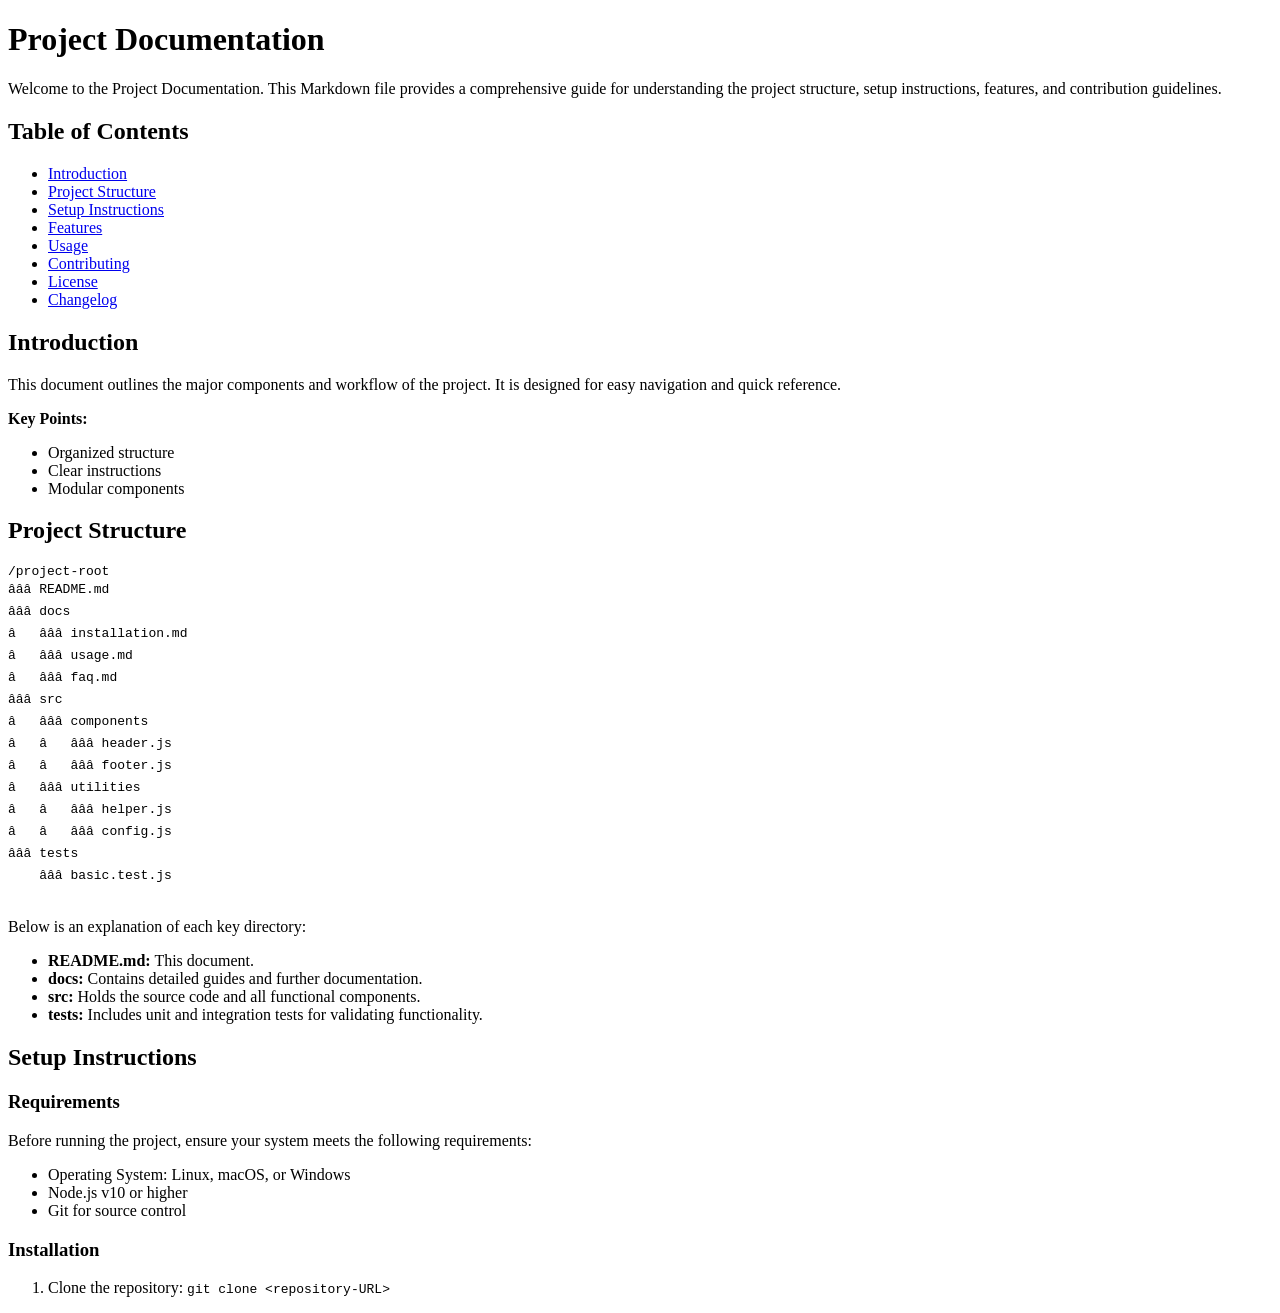 Project Documentation
Welcome to the Project Documentation. This Markdown file provides a comprehensive guide for understanding the project structure, setup instructions, features, and contribution guidelines.
Table of Contents
Introduction
Project Structure
Setup Instructions
Features
Usage
Contributing
License
Changelog
Introduction
This document outlines the major components and workflow of the project. It is designed for easy navigation and quick reference.
Key Points:
Organized structure
Clear instructions
Modular components
Project Structure
/project-root
âââ README.md
âââ docs
â   âââ installation.md
â   âââ usage.md
â   âââ faq.md
âââ src
â   âââ components
â   â   âââ header.js
â   â   âââ footer.js
â   âââ utilities
â   â   âââ helper.js
â   â   âââ config.js
âââ tests
    âââ basic.test.js
Below is an explanation of each key directory:
README.md: This document.
docs: Contains detailed guides and further documentation.
src: Holds the source code and all functional components.
tests: Includes unit and integration tests for validating functionality.
Setup Instructions
Requirements
Before running the project, ensure your system meets the following requirements:
Operating System: Linux, macOS, or Windows
Node.js v10 or higher
Git for source control
Installation
1. Clone the repository: git clone <repository-URL>